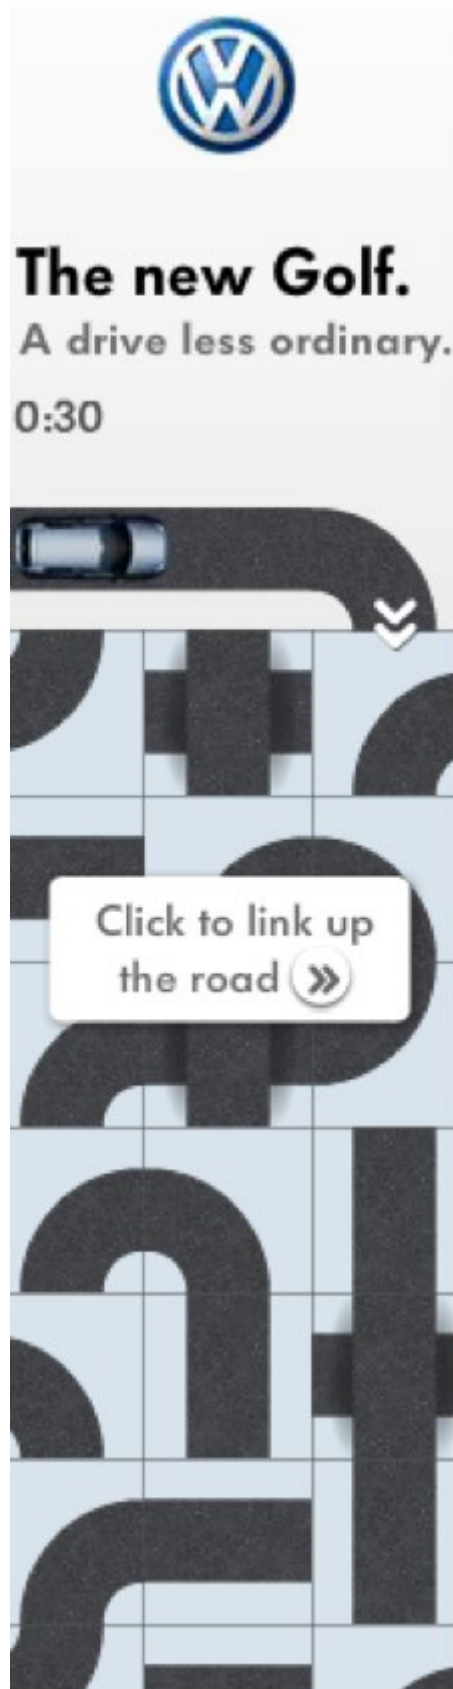 The new Golf.
A drive less ordinary.
0:30
Click to link up
the road